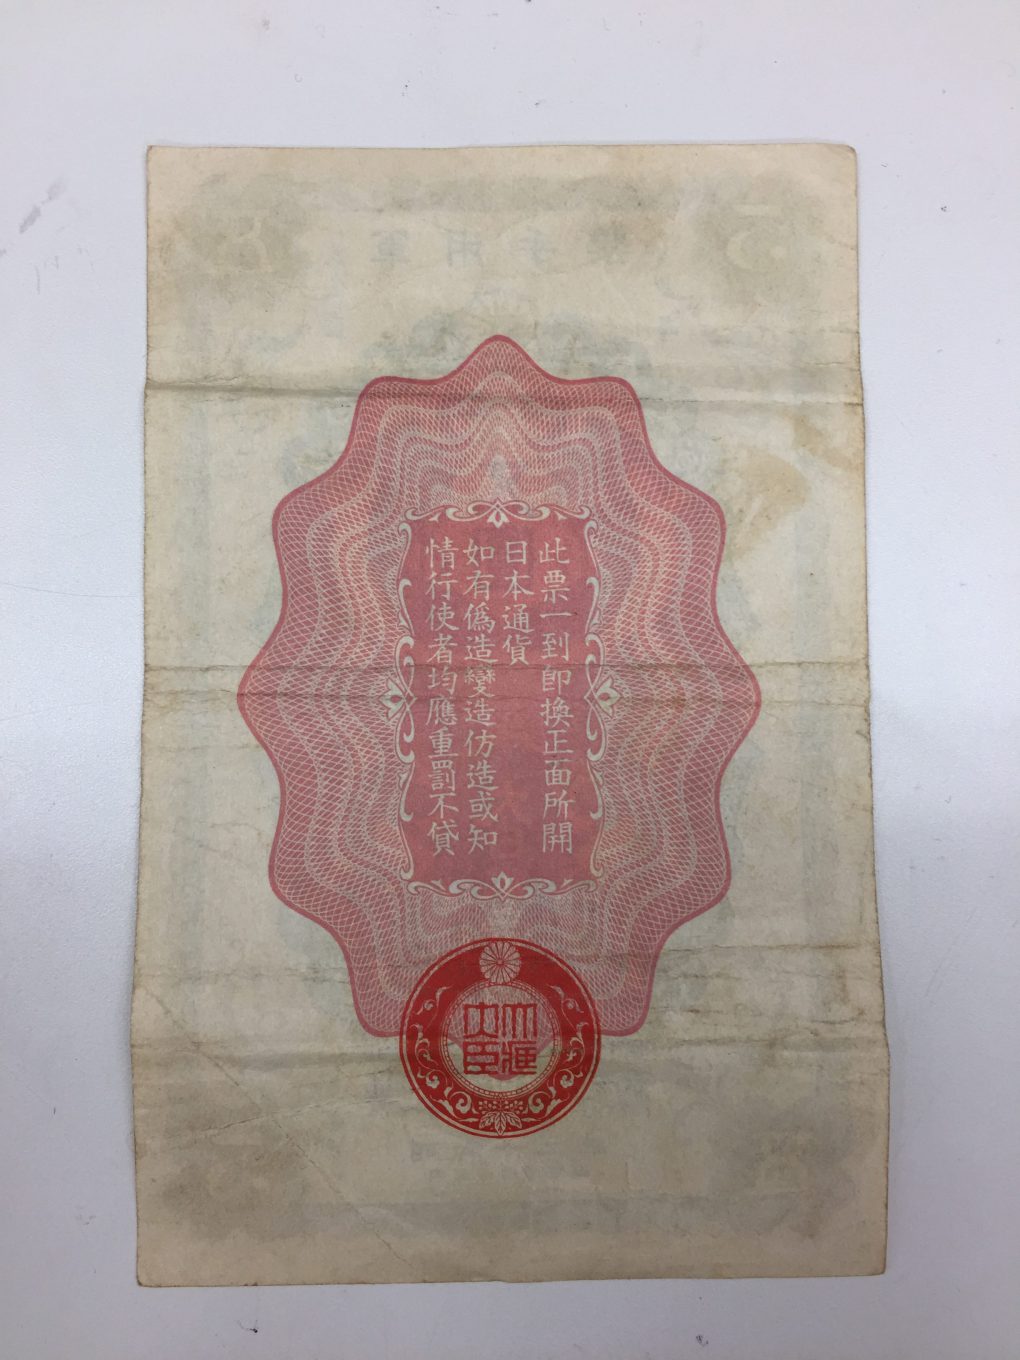 此票一到即換正面所開
日本通貨
如有僞造變造仿造或知
情行使者均應重罰不貸